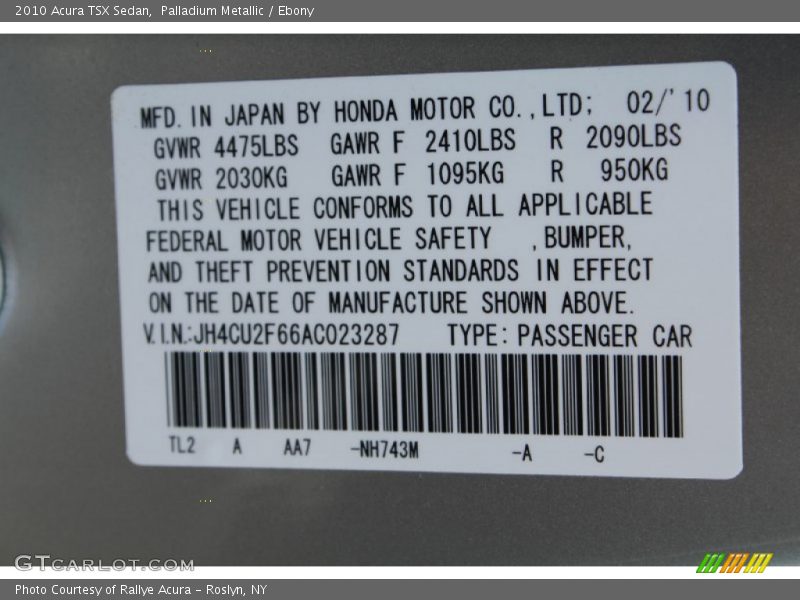 2010 Acura TSX Sedan, Palladium Metallic / Ebony
MFD. IN JAPAN BY HONDA MOTOR CO., LTD; 02/'10
GVWR 4475LBS GAWR F 2410LBS R 2090LBS
GVWR 2030KG GAWR F 1095KG R 950KG
THIS VEHICLE CONFORMS TO ALL APPLICABLE
FEDERAL MOTOR VEHICLE SAFETY , BUMPER,
AND THEFT PREVENTION STANDARDS IN EFFECT
ON THE DATE OF MANUFACTURE SHOWN ABOVE.
V.I.N.:JH4CU2F66AC023287 TYPE: PASSENGER CAR
TL2 A AA7 -NH743M -A -C
GTCARLOT.COM
Photo Courtesy of Rallye Acura - Roslyn, NY